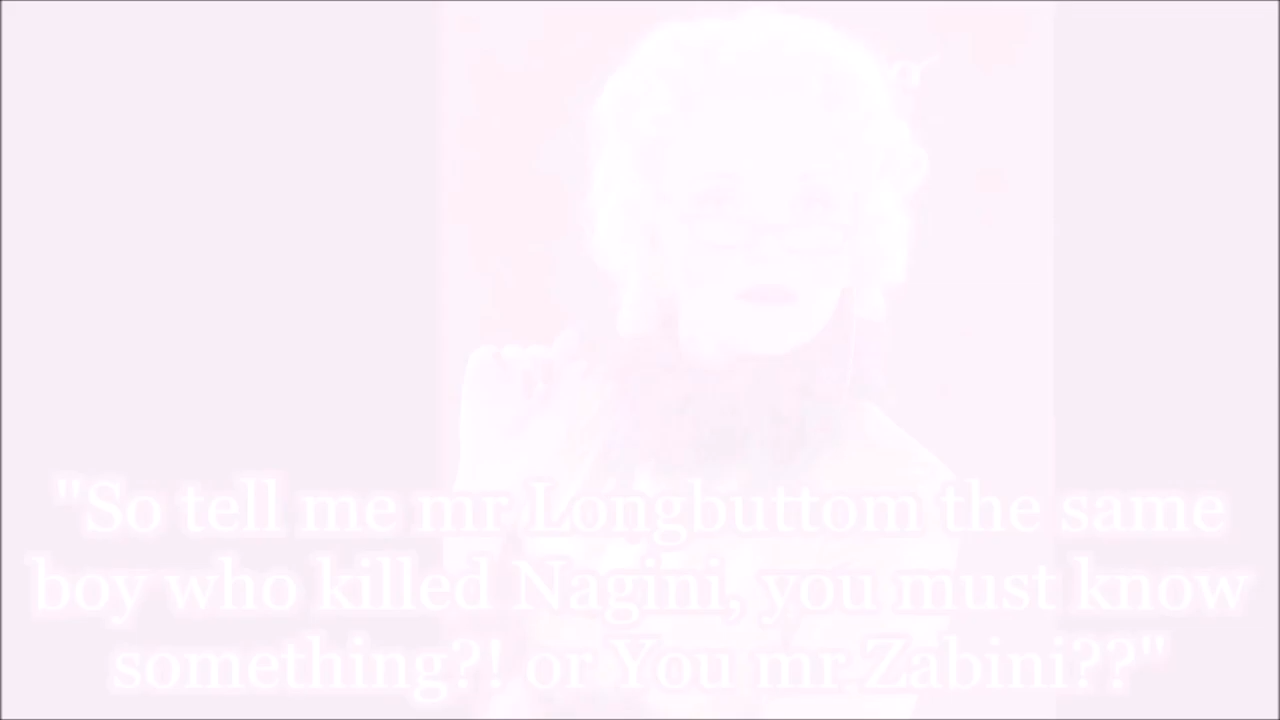 "So tell me mr Longbuttom the same
boy who killed Nagini, you must know
something?! or You mr Zabini??"